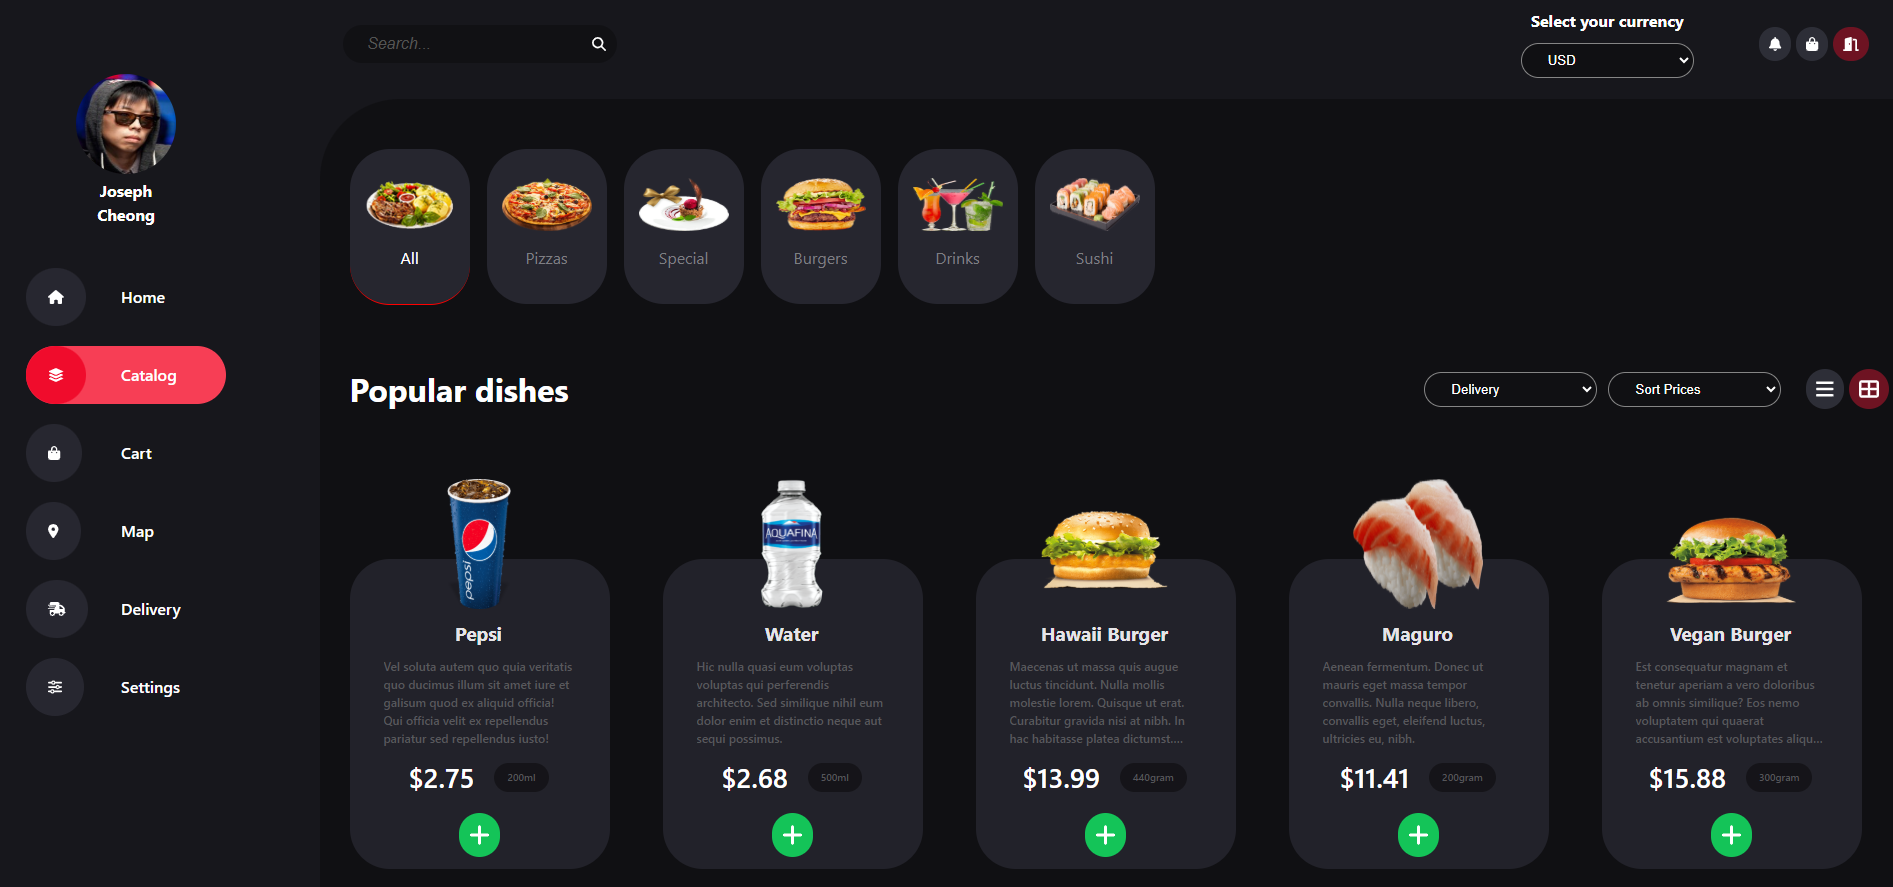 Search...
Select your currency
USD
Joseph
Cheong
Home
Catalog
Cart
Map
Delivery
Settings
All
Pizzas
Special
Burgers
Drinks
Sushi
Popular dishes
Delivery
Sort Prices
pepsi
Pepsi
Vel soluta autem quo quia veritatis
quo ducimus illum sit amet iure et
galisum quod ex aliquid officia!
Qui officia velit ex repellendus
pariatur sed repellendus iusto!
$2.75
200ml
AQUAFINA
Water
Hic nulla quasi eum voluptas
voluptas qui perferendis
architecto. Sed similique nihil eum
dolor enim et distinctio neque aut
sequi possimus.
$2.68
500ml
Hawaii Burger
Maecenas ut massa quis augue
luctus tincidunt. Nulla mollis
molestie lorem. Quisque ut erat.
Curabitur gravida nisi at nibh. In
hac habitasse platea dictumst....
$13.99
440gram
Maguro
Aenean fermentum. Donec ut
mauris eget massa tempor
convallis. Nulla neque libero,
convallis eget, eleifend luctus,
ultricies eu, nibh.
$11.41
200gram
Vegan Burger
Est consequatur magnam et
tenetur aperiam a vero doloribus
ab omnis similique? Eos nemo
voluptatem qui quaerat
accusantium est voluptates aliqu...
$15.88
300gram